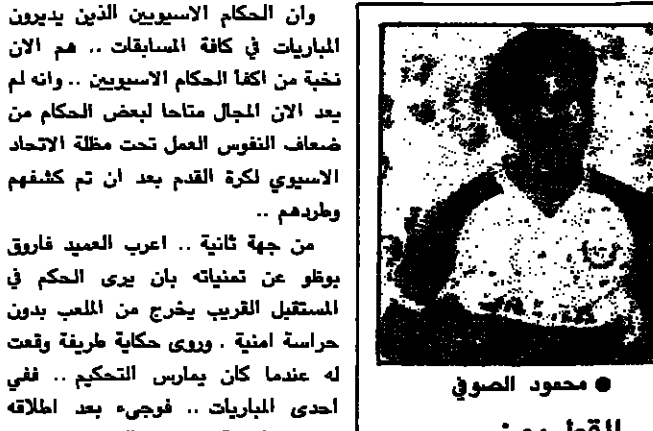 وان الحكام الاسيويين الذين يديرون
المباريات في كافة المسابقات .. هم الان
نخبة من اكفأ الحكام الاسيويين .. وانه لم
يعد الان المجال متاحا لبعض الحكام من
ضعاف النفوس العمل تحت مظلة الاتحاد
الاسيوي لكرة القدم بعد ان تم كشفهم
وطردهم ..
من جهة ثانية .. اعرب العميد فاروق
بوظو عن تمنياته بان يرى الحكم في
المستقبل القريب يخرج من الملعب بدون
حراسة امنية . وروى حكاية طريفة وقعت
له عندما كان يمارس التحكيم .. ففي
احدى المباريات .. فوجىء بعد اطلاقه
● محمود الصوفي